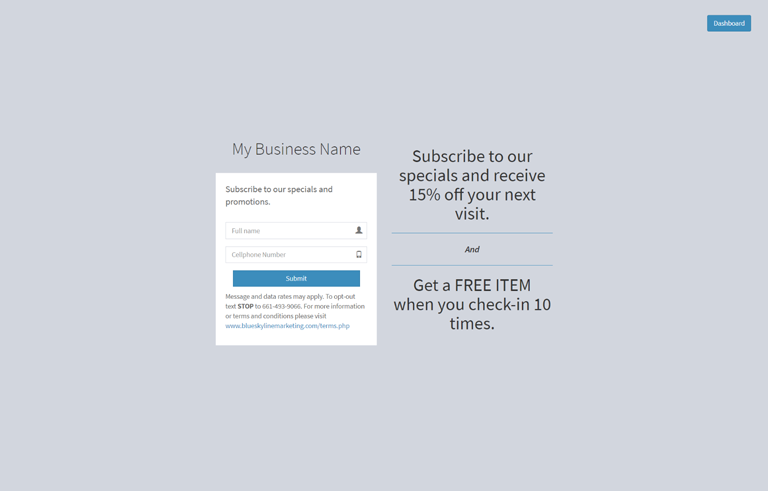 Dashboard
My Business Name
Subscribe to our specials and
promotions.
Full name
Cellphone Number
Submit
Message and data rates may apply. To opt-out
text STOP to 661-493-9066. For more information
or terms and conditions please visit
www.blueskylinemarketing.com/terms.php
Subscribe to our
specials and receive
15% off your next
visit.
And
Get a FREE ITEM
when you check-in 10
times.